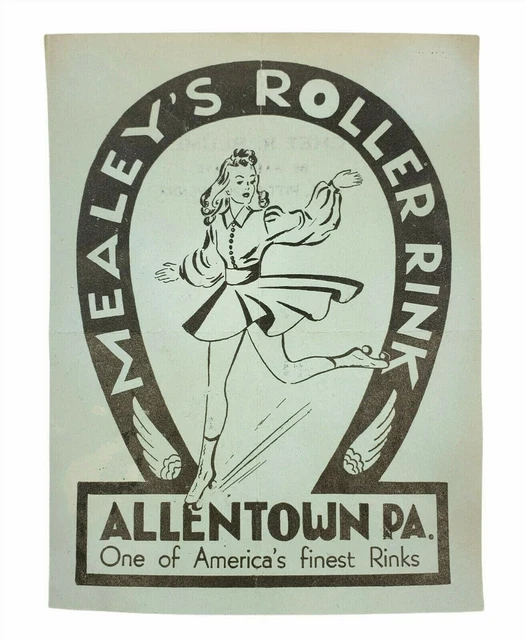 MEALEY'S ROLLER RINK
ALLENTOWN PA.
One of America's finest Rinks